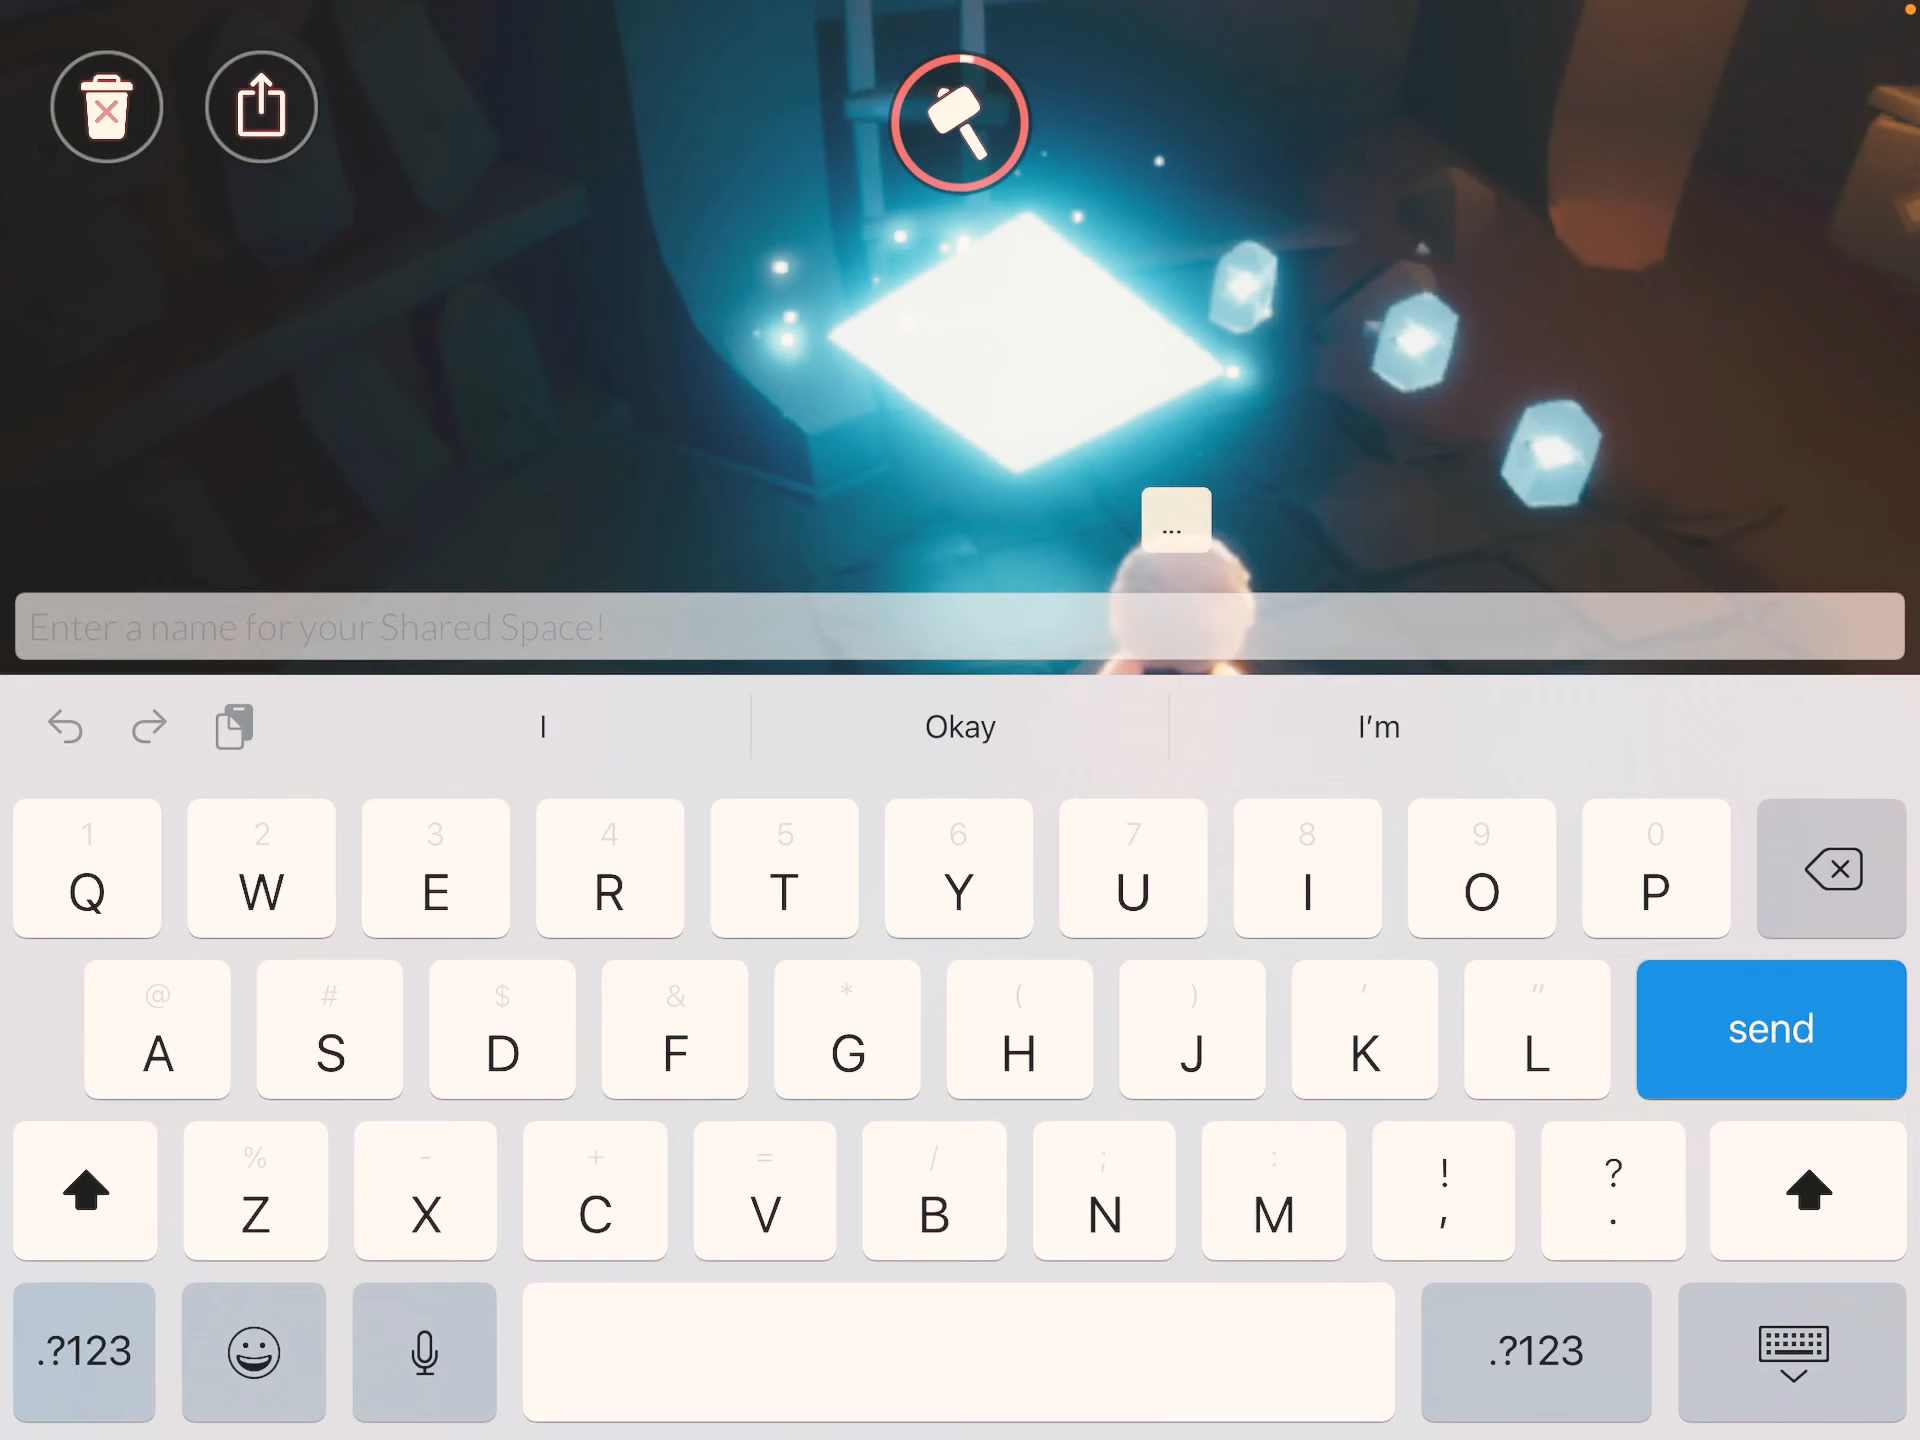 ...
Enter a name for your Shared Space!
I Okay I'm
1 2 3 4 5 6 7 8 9 0
Q W E R T Y U I O P
@ # $ & * ( ) ' "
A S D F G H J K L send
% - + = / ; : ! ?
Z X C V B N M , .
.?123 .?123